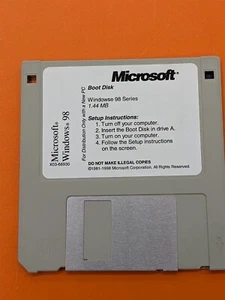 Microsoft®
Boot Disk
Windows® 98 Series
1.44 MB
Setup Instructions:
1. Turn off your computer.
2. Insert the Boot Disk in drive A.
3. Turn on your computer.
4. Follow the Setup instructions
on the screen.
DO NOT MAKE ILLEGAL COPIES
©1981-1998 Microsoft Corporation. All Rights Reserved.
Microsoft®
Windows® 98
For Distribution Only with a New PC